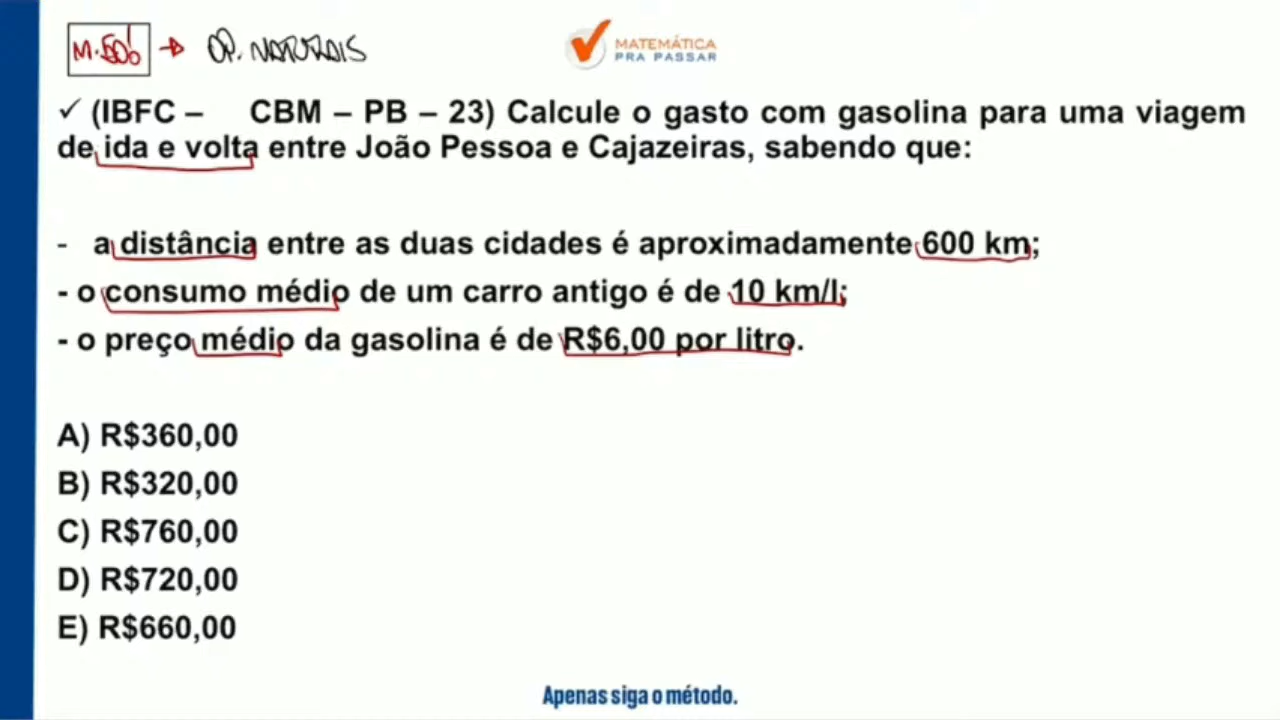 M.500 → OP. NATURAIS
MATEMÁTICA
PRA PASSAR
✓ (IBFC – CBM – PB – 23) Calcule o gasto com gasolina para uma viagem
de ida e volta entre João Pessoa e Cajazeiras, sabendo que:
- a distância entre as duas cidades é aproximadamente 600 km;
- o consumo médio de um carro antigo é de 10 km/l;
- o preço médio da gasolina é de R$6,00 por litro.
A) R$360,00
B) R$320,00
C) R$760,00
D) R$720,00
E) R$660,00
Apenas siga o método.